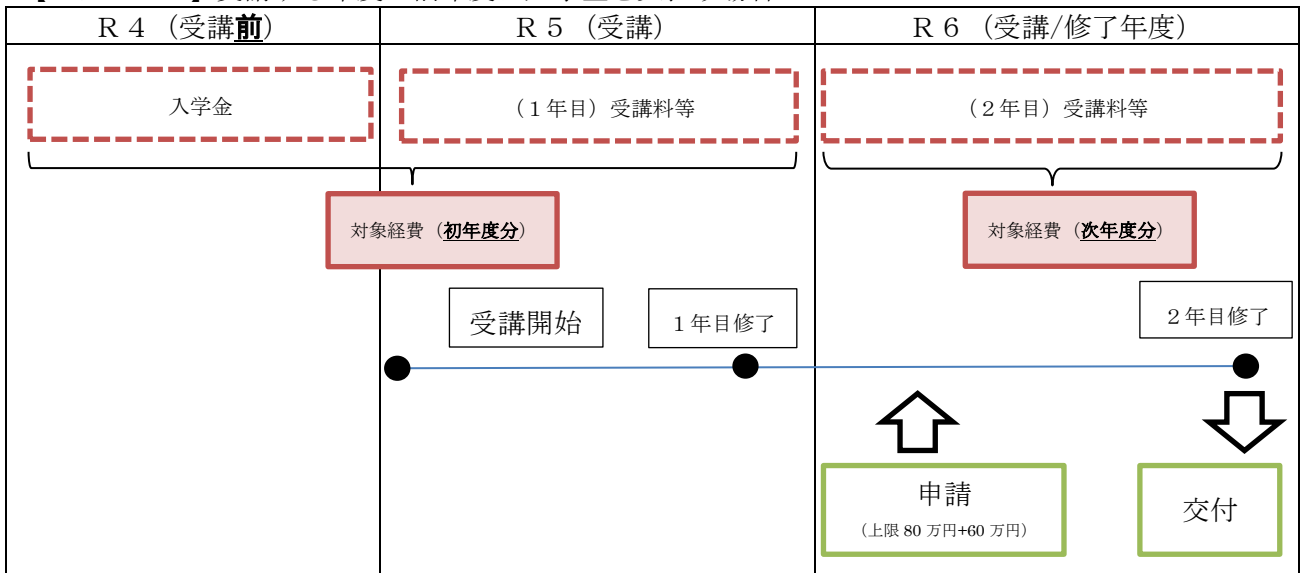 Ｒ４（受講前）
Ｒ５（受講）
Ｒ６（受講/修了年度）
入学金
（１年目）受講料等
（２年目）受講料等
対象経費（初年度分）
対象経費（次年度分）
受講開始
１年目修了
２年目修了
申請
（上限 80 万円+60 万円）
交付